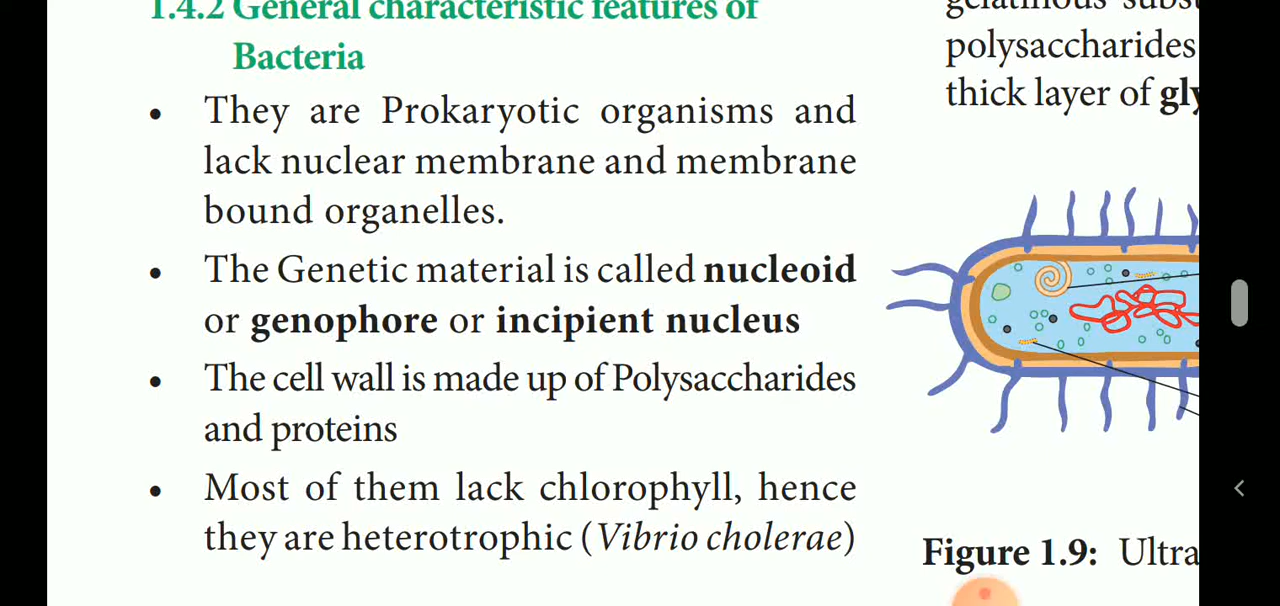 1.4.2 General characteristic features of
Bacteria
• They are Prokaryotic organisms and
lack nuclear membrane and membrane
bound organelles.
• The Genetic material is called nucleoid
or genophore or incipient nucleus
• The cell wall is made up of Polysaccharides
and proteins
• Most of them lack chlorophyll, hence
they are heterotrophic (Vibrio cholerae)
gelatinous
polysaccharides
thick layer of
Figure 1.9: